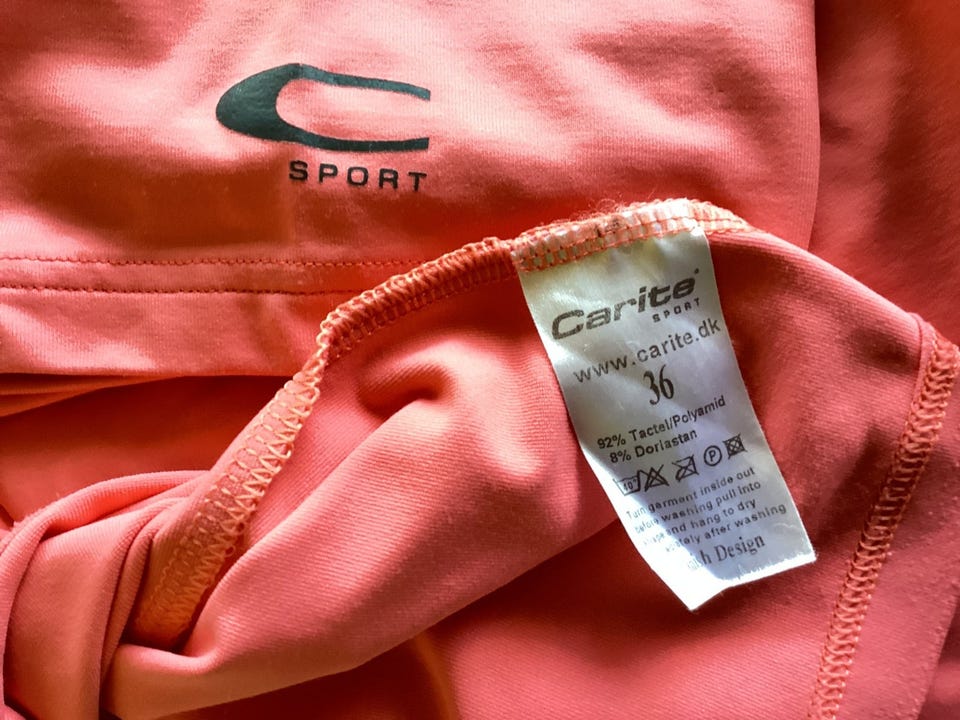 C
SPORT
Carite
SPORT
www.carite.dk
36
92% Tactel/Polyamid
8% Dorlastan
40° P
Turn garment inside out
before washing pull into
and hang to dry
after washing
Design